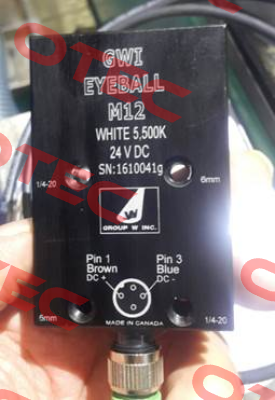 GWI
EYEBALL
M12
WHITE 5,500K
24 V DC
SN:1610041g
1/4-20
6mm
W
GROUP W INC.
Pin 1
Brown
DC +
Pin 3
Blue
DC -
5mm
1/4-20
MADE IN CANADA